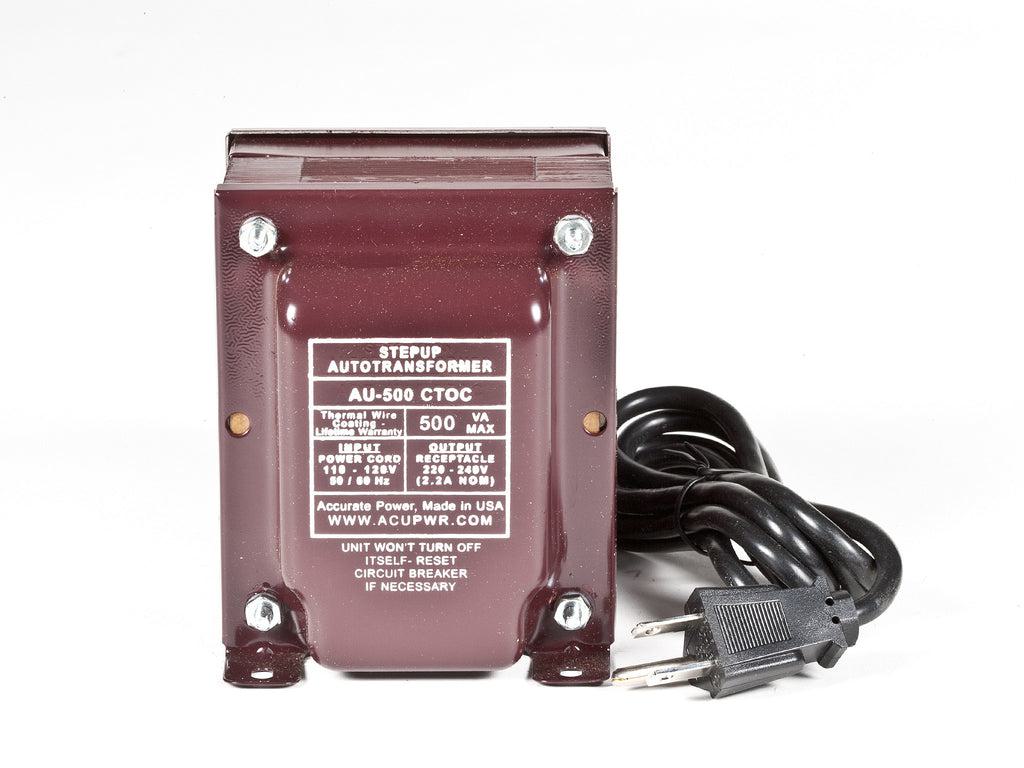 STEPUP
AUTOTRANSFORMER
AU-500 CTOC
Thermal Wire
Coating -
Lifetime Warranty
500 VA
MAX
INPUT
POWER CORD
110 - 120V
50 / 60 Hz
OUTPUT
RECEPTACLE
220 - 240V
(2.2A NOM)
Accurate Power, Made in USA
WWW.ACUPWR.COM
UNIT WON'T TURN OFF
ITSELF- RESET
CIRCUIT BREAKER
IF NECESSARY